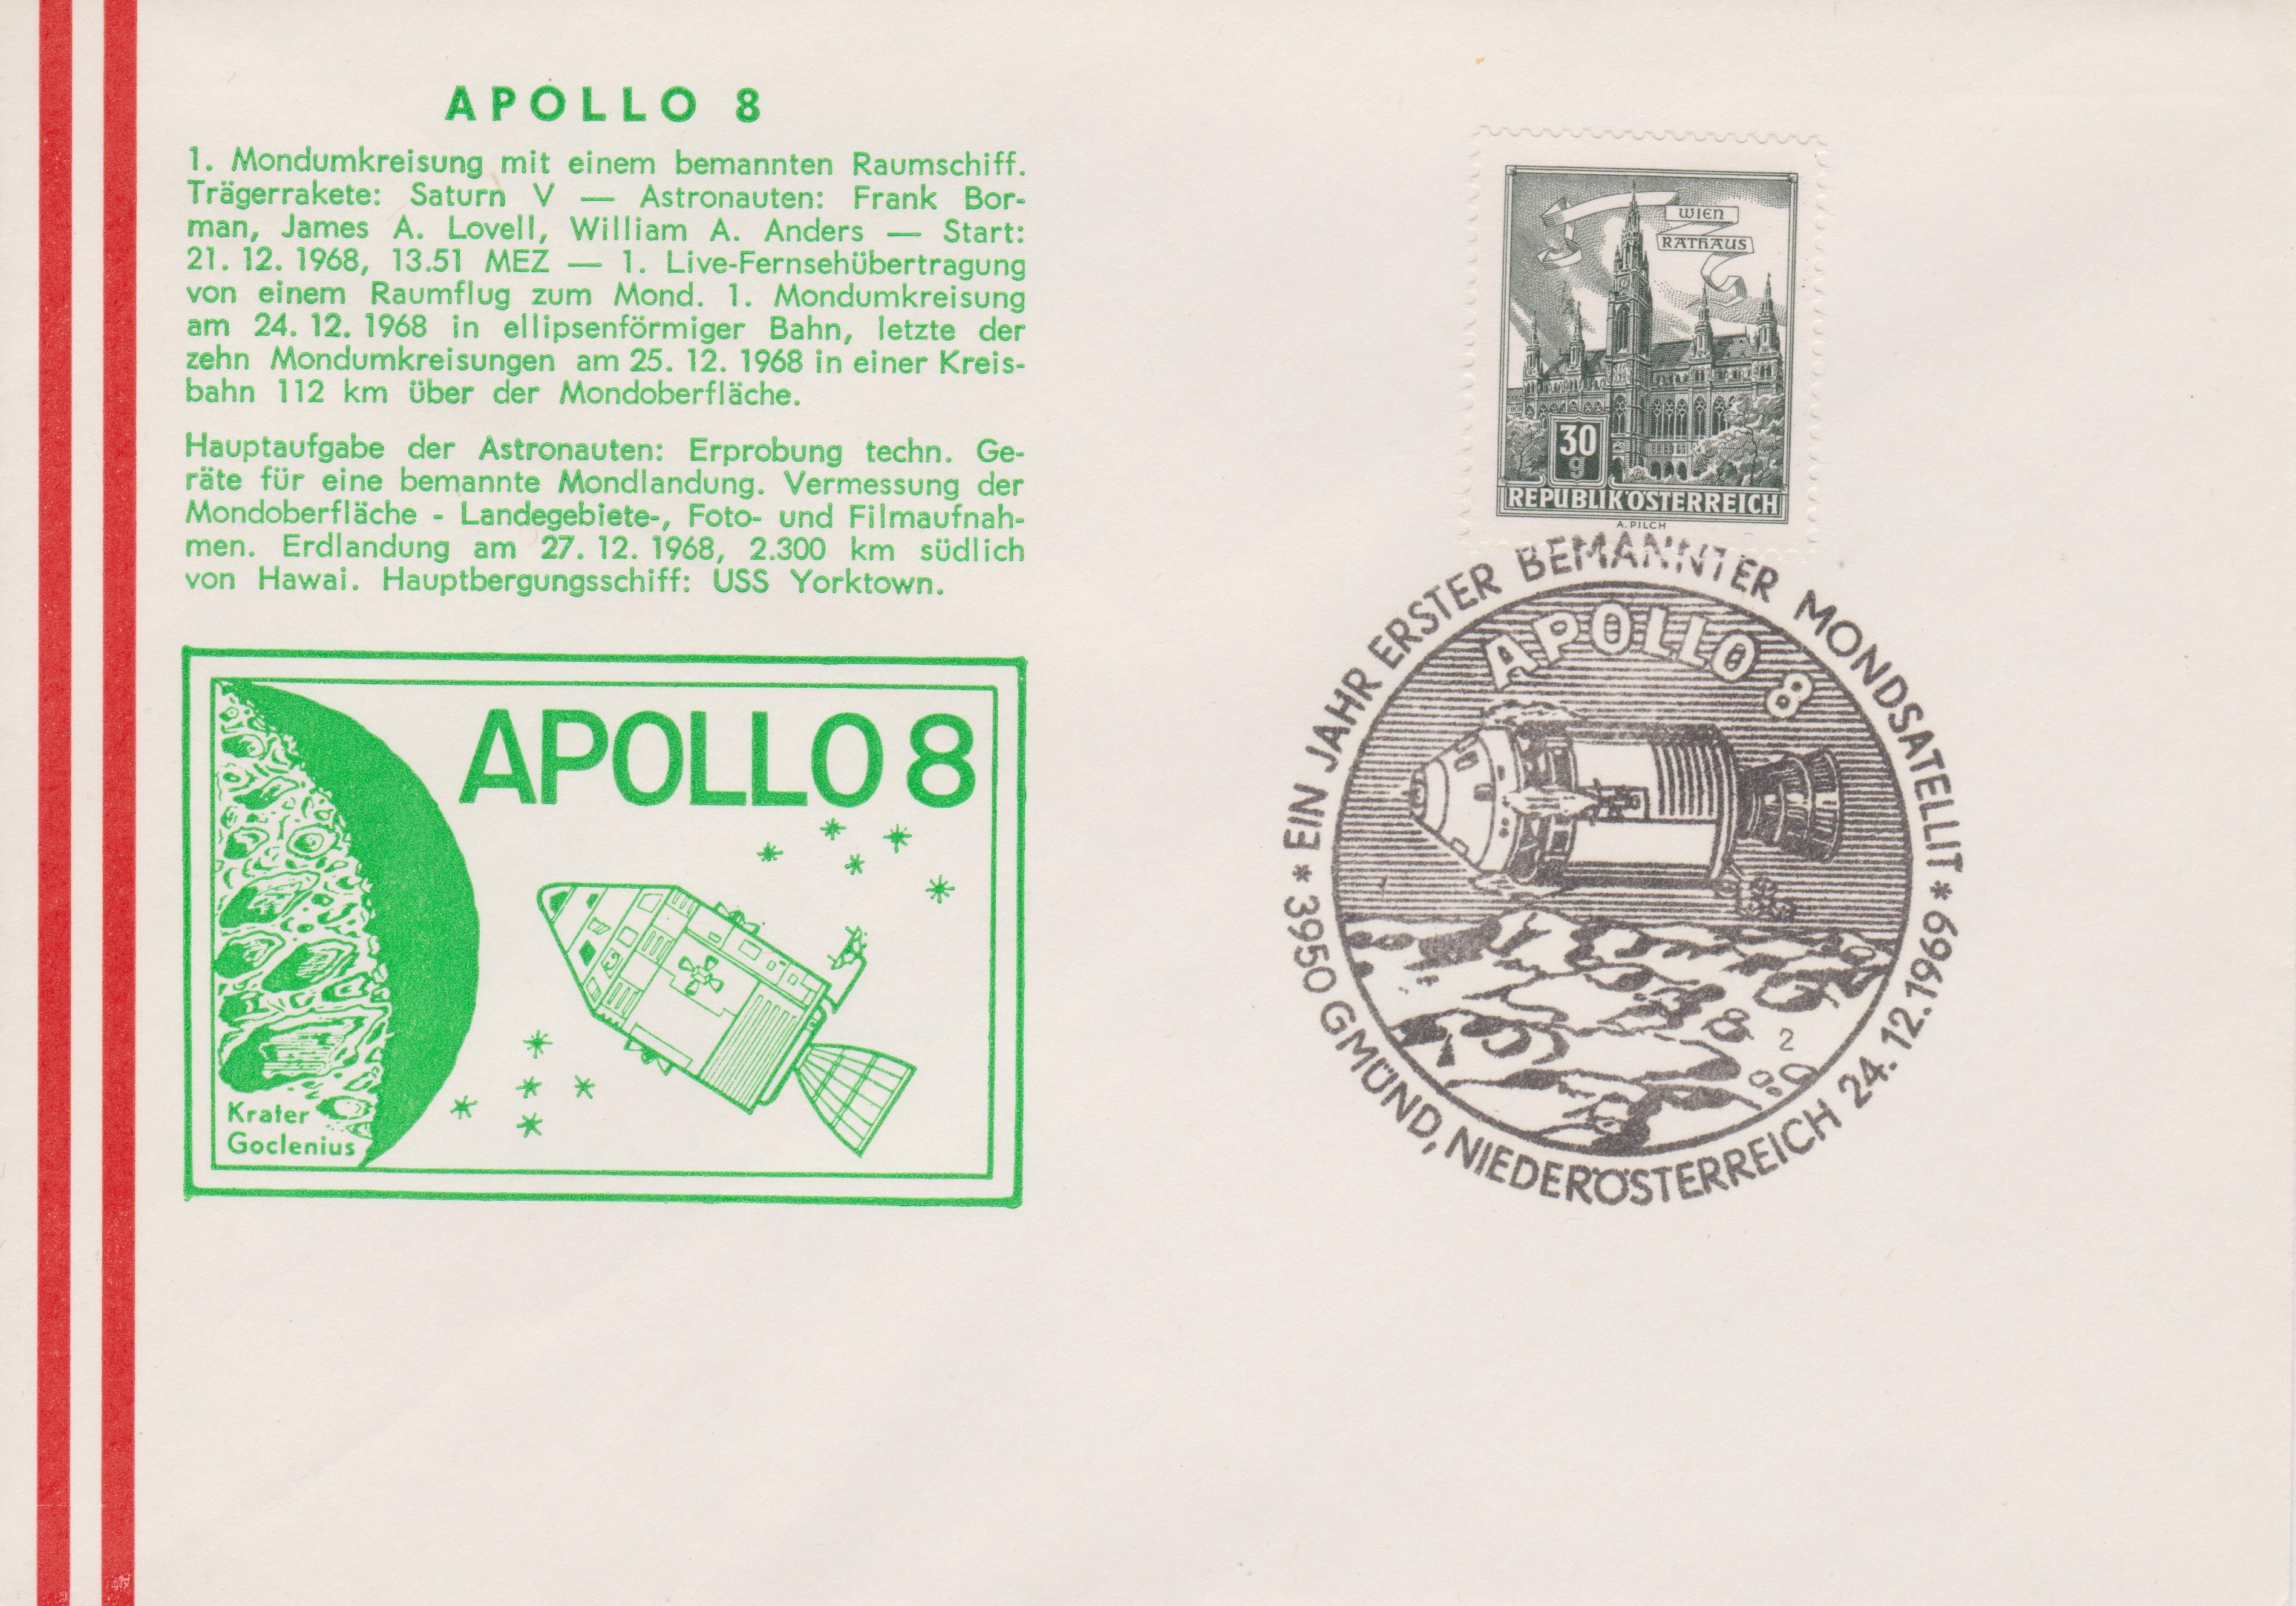 APOLLO 8
1. Mondumkreisung mit einem bemannten Raumschiff.
Trägerrakete: Saturn V — Astronauten: Frank Bor-
man, James A. Lovell, William A. Anders — Start:
21. 12. 1968, 13.51 MEZ — 1. Live-Fernsehübertragung
von einem Raumflug zum Mond. 1. Mondumkreisung
am 24. 12. 1968 in ellipsenförmiger Bahn, letzte der
zehn Mondumkreisungen am 25. 12. 1968 in einer Kreis-
bahn 112 km über der Mondoberfläche.
Hauptaufgabe der Astronauten: Erprobung techn. Ge-
räte für eine bemannte Mondlandung. Vermessung der
Mondoberfläche - Landegebiete-, Foto- und Filmaufnah-
men. Erdlandung am 27. 12. 1968, 2.300 km südlich
von Hawai. Hauptbergungsschiff: USS Yorktown.
APOLLO 8
Krater
Goclenius
WIEN
RATHAUS
30
g
REPUBLIK ÖSTERREICH
A. PILCH
* EIN JAHR ERSTER BEMANNTER MONDSATELLIT *
APOLLO 8
2
3950 GMÜND, NIEDERÖSTERREICH 24.12.1969